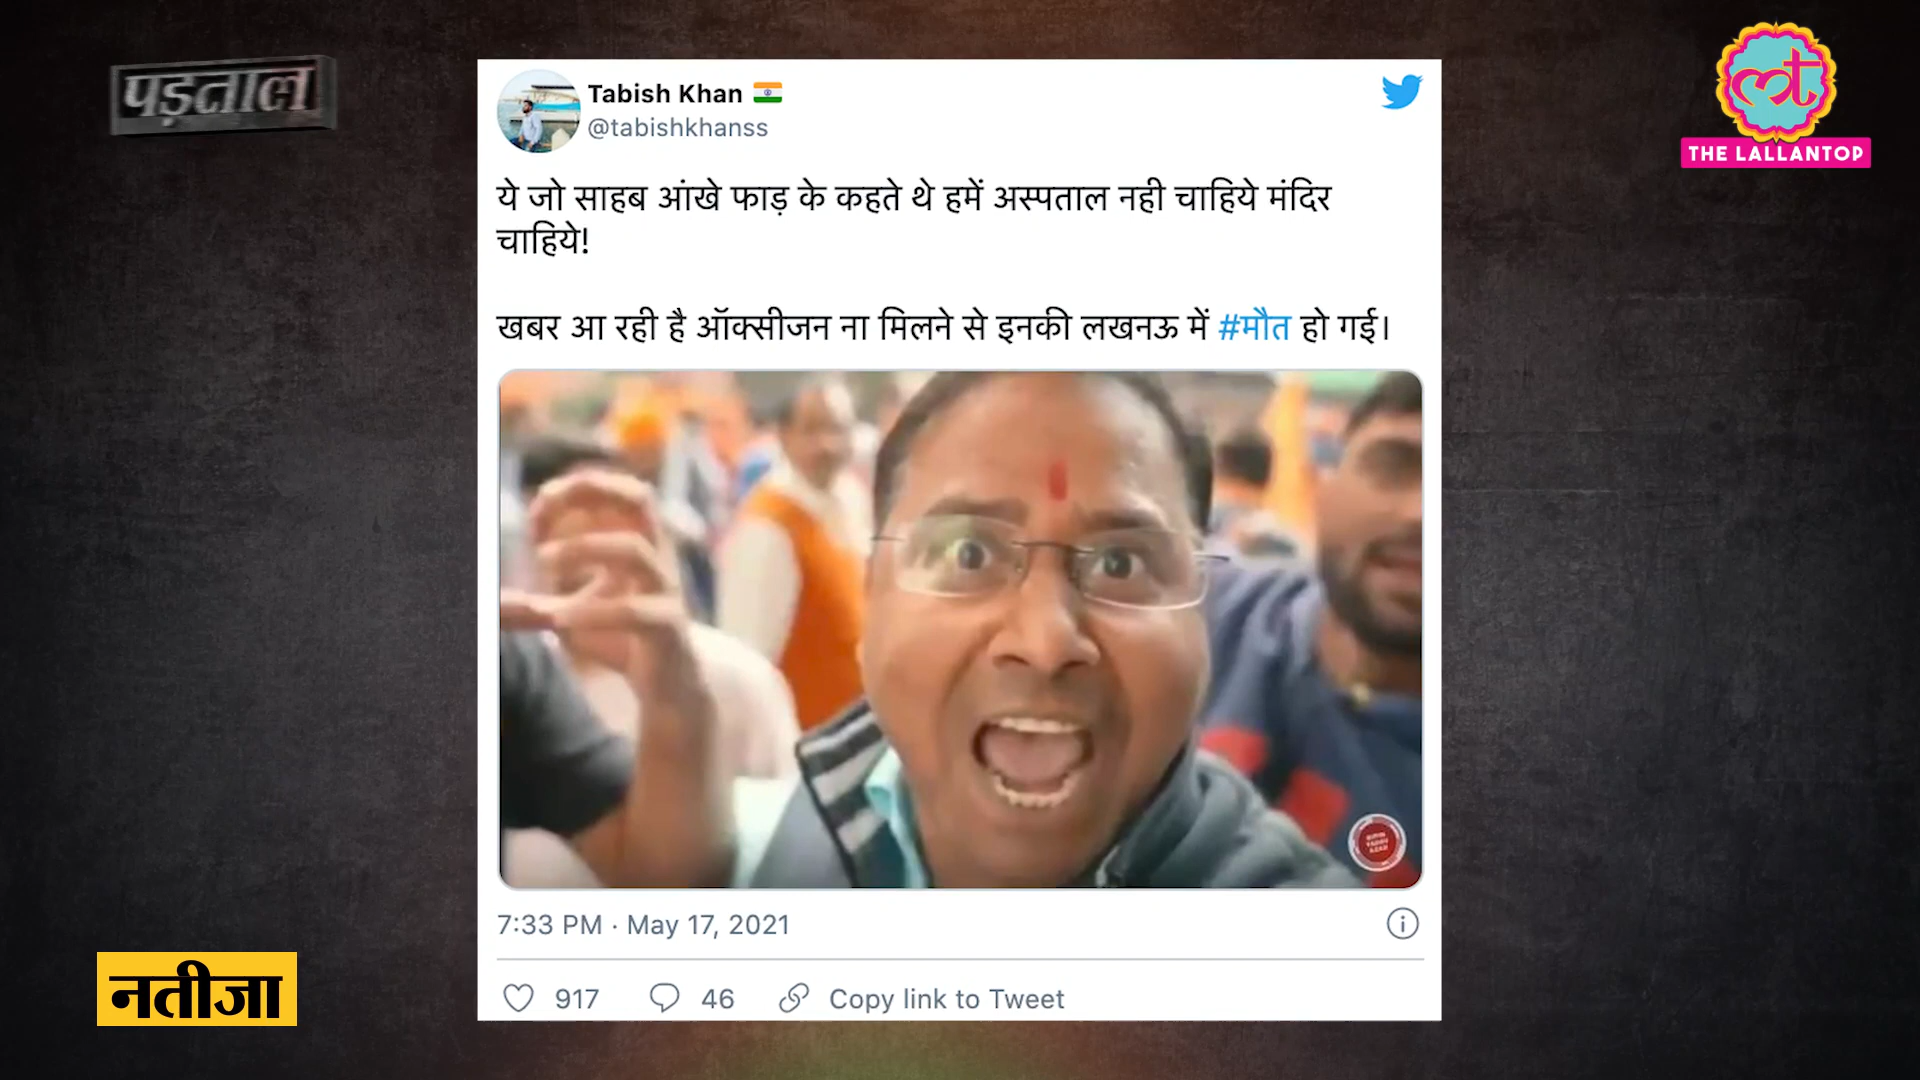 पड़ताल
THE LALLANTOP
Tabish Khan
@tabishkhanss
ये जो साहब आंखे फाड़ के कहते थे हमें अस्पताल नही चाहिये मंदिर
चाहिये!
खबर आ रही है ऑक्सीजन ना मिलने से इनकी लखनऊ में #मौत हो गई।
7:33 PM · May 17, 2021
917 46 Copy link to Tweet
नतीजा